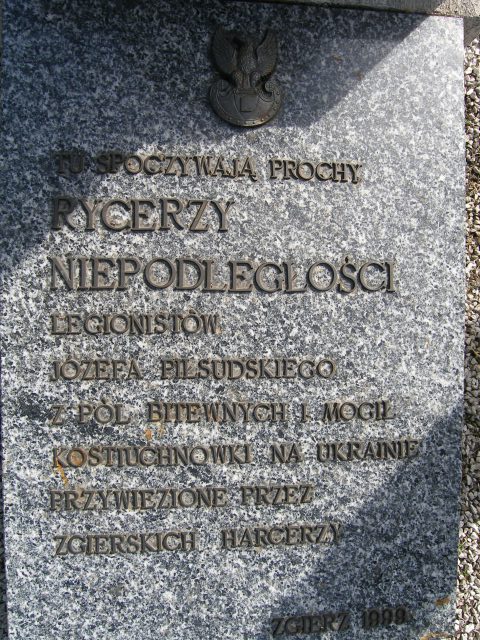 TU SPOCZYWAJĄ PROCHY
RYCERZY
NIEPODLEGŁOŚCI
LEGIONISTÓW
JÓZEFA PIŁSUDSKIEGO
Z PÓL BITEWNYCH I MOGIŁ
KOSTIUCHNOWKI NA UKRAINIE
PRZYWIEZIONE PRZEZ
ZGIERSKICH HARCERZY
ZGIERZ 1999
L